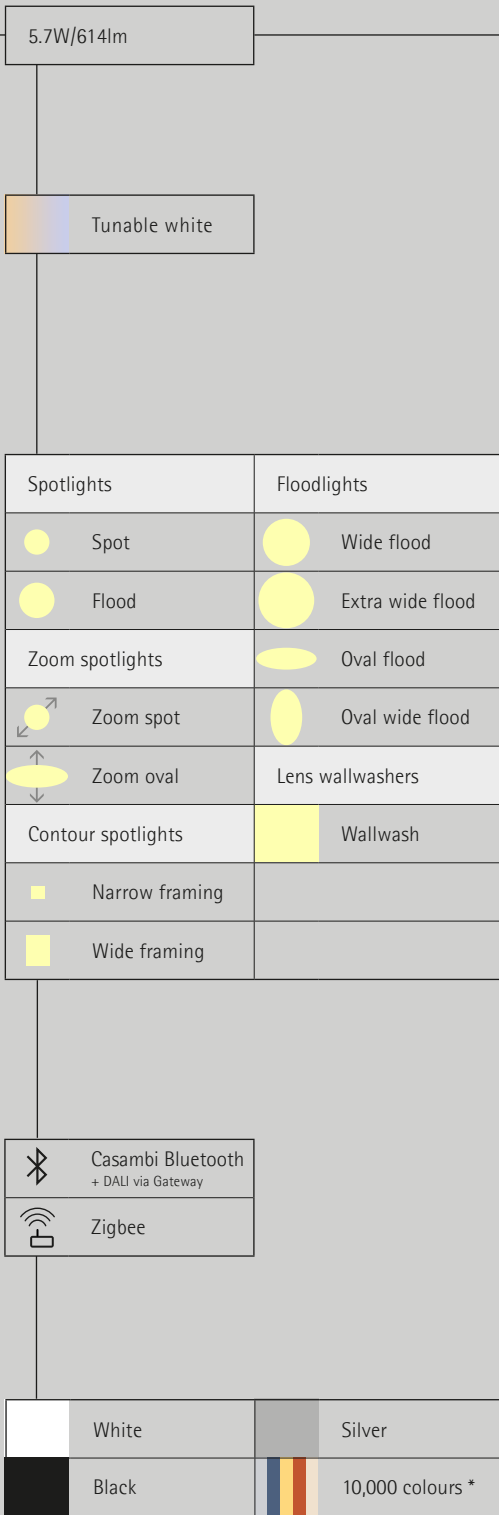 5.7W/614lm
Tunable white
Spotlights
Floodlights
Spot
Wide flood
Flood
Extra wide flood
Zoom spotlights
Oval flood
Zoom spot
Oval wide flood
Zoom oval
Lens wallwashers
Contour spotlights
Wallwash
Narrow framing
Wide framing
Casambi Bluetooth
+ DALI via Gateway
Zigbee
White
Silver
Black
10,000 colours *